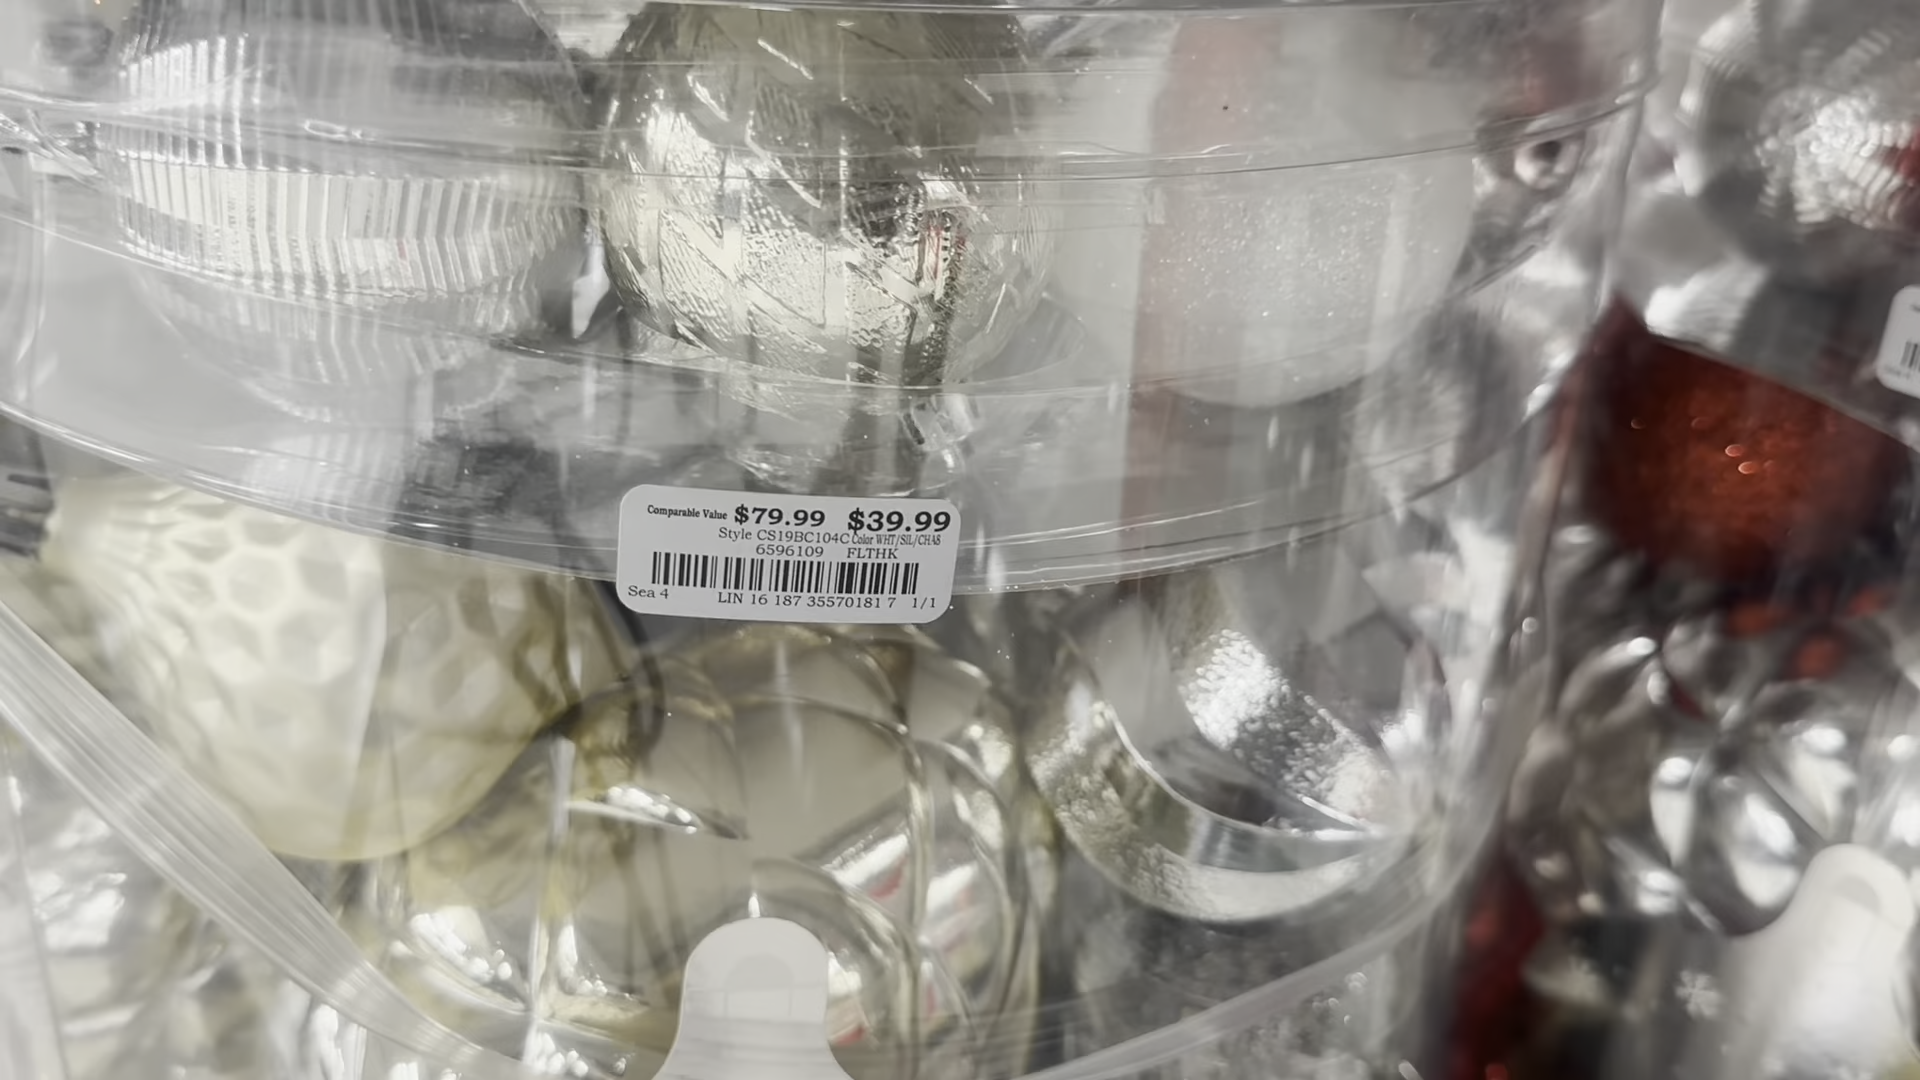 Comparable Value $79.99 $39.99
Style CS19BC104C Color WHT/SIL/CHA8
6596109 FLTHK
Sea 4 LIN 16 187 35570181 7 1/1